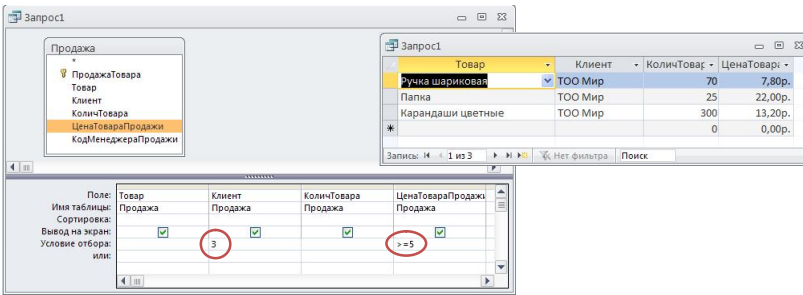 Запрос1
Продажа
*
ПродажаТовара
Товар
Клиент
КоличТовара
ЦенаТовараПродажи
КодМенеджераПродажи
Поле: Товар Клиент КоличТовара ЦенаТовараПродажи
Имя таблицы: Продажа Продажа Продажа Продажа
Сортировка:
Вывод на экран:
Условие отбора: 3 >=5
или:
Запрос1
Товар Клиент КоличТовар ЦенаТовара
Ручка шариковая ТОО Мир 70 7,80р.
Папка ТОО Мир 25 22,00р.
Карандаши цветные ТОО Мир 300 13,20р.
* 0 0,00р.
Запись: 1 из 3 Нет фильтра Поиск